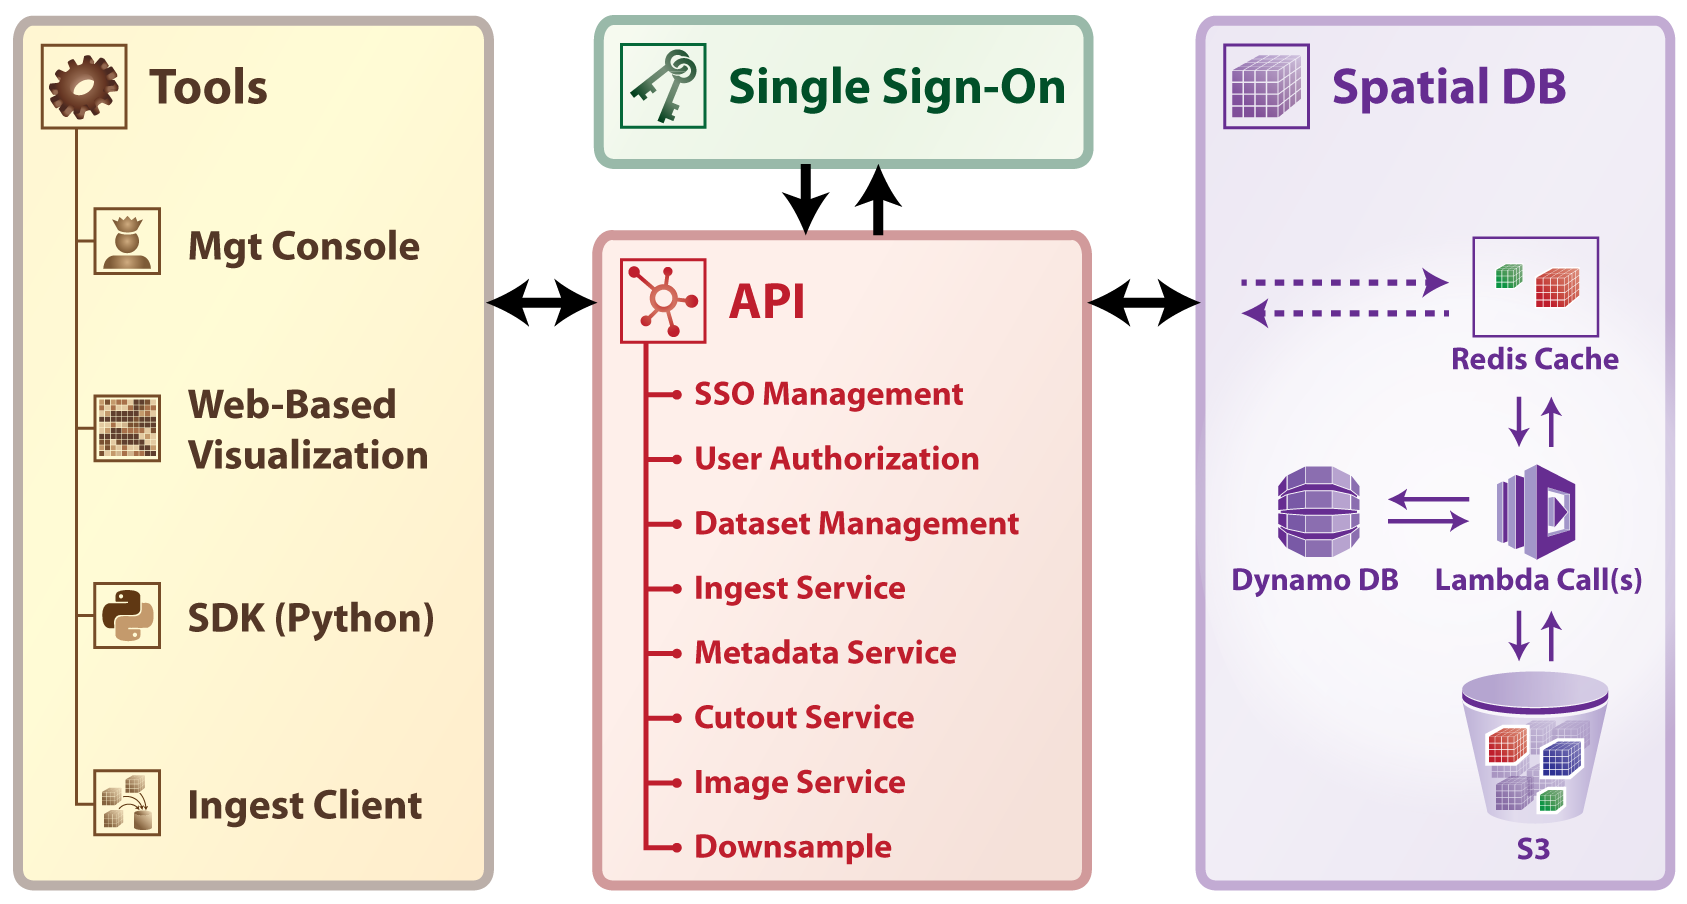 Tools
Mgt Console
Web-Based
Visualization
SDK (Python)
Ingest Client
Single Sign-On
API
SSO Management
User Authorization
Dataset Management
Ingest Service
Metadata Service
Cutout Service
Image Service
Downsample
Spatial DB
Redis Cache
Dynamo DB
Lambda Call(s)
S3